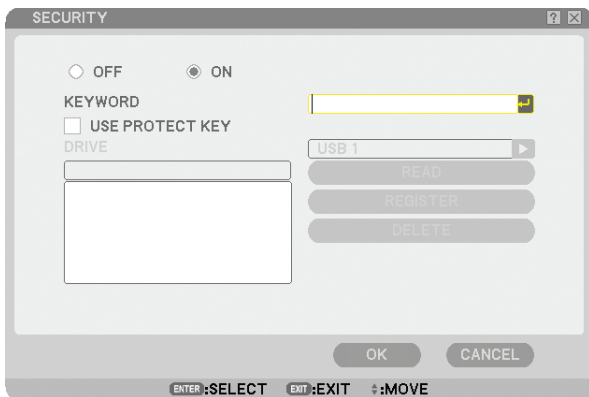 SECURITY
OFF ON
KEYWORD
USE PROTECT KEY
DRIVE USB 1
READ
REGISTER
DELETE
OK CANCEL
ENTER:SELECT EXIT:EXIT :MOVE